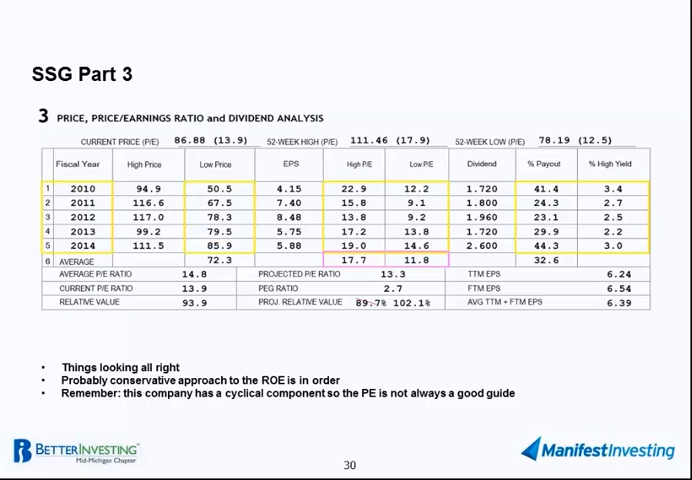 SSG Part 3
3 PRICE, PRICE/EARNINGS RATIO and DIVIDEND ANALYSIS
CURRENT PRICE (P/E) 86.88 (13.9) 52-WEEK HIGH (P/E) 111.46 (17.9) 52-WEEK LOW (P/E) 78.19 (12.5)
Fiscal Year High Price Low Price EPS High P/E Low P/E Dividend % Payout % High Yield
1 2010 94.9 50.5 4.15 22.9 12.2 1.720 41.4 3.4
2 2011 116.6 67.5 7.40 15.8 9.1 1.800 24.3 2.7
3 2012 117.0 78.3 8.48 13.8 9.2 1.960 23.1 2.5
4 2013 99.2 79.5 5.75 17.2 13.8 1.720 29.9 2.2
5 2014 111.5 85.9 5.88 19.0 14.6 2.600 44.3 3.0
6 AVERAGE 72.3 17.7 11.8 32.6
AVERAGE P/E RATIO 14.8 PROJECTED P/E RATIO 13.3 TTM EPS 6.24
CURRENT P/E RATIO 13.9 PEG RATIO 2.7 FTM EPS 6.54
RELATIVE VALUE 93.9 PROJ. RELATIVE VALUE 89.7% 102.1% AVG TTM + FTM EPS 6.39
• Things looking all right
• Probably conservative approach to the ROE is in order
• Remember: this company has a cyclical component so the PE is not always a good guide
BETTERINVESTING™
Mid-Michigan Chapter
ManifestInvesting
30